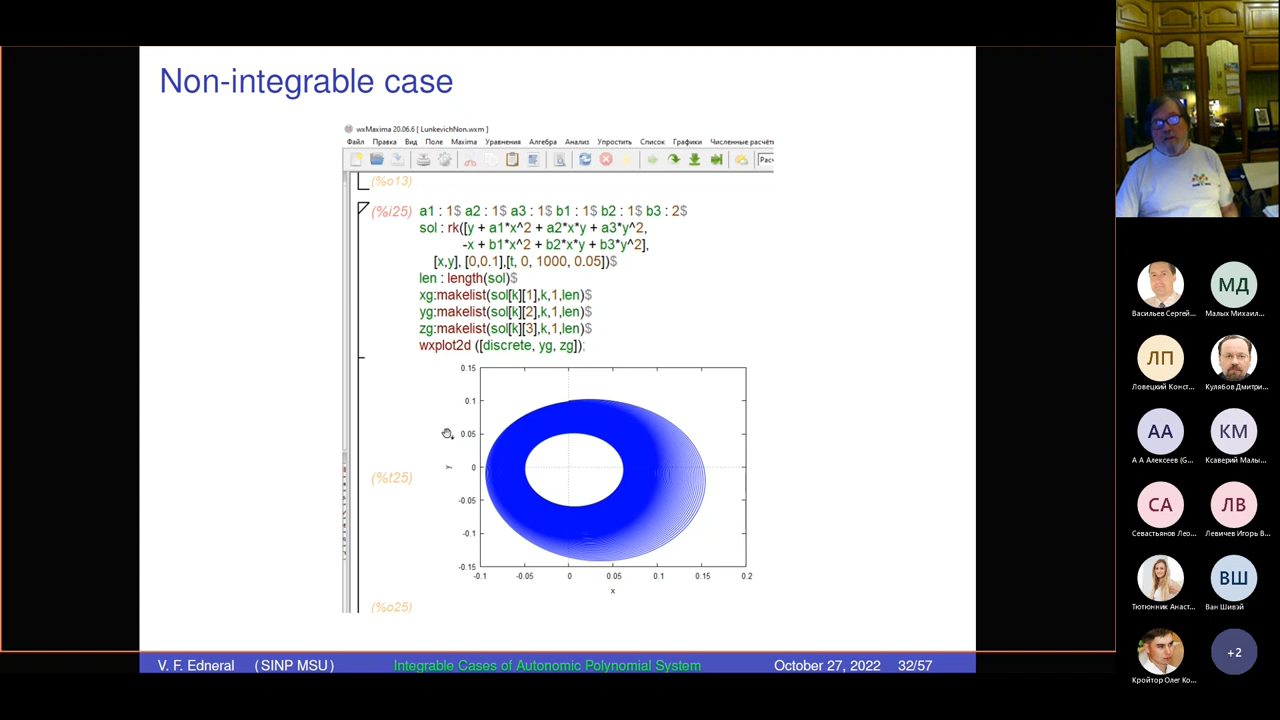 Non-integrable case
wxMaxima 20.06.6 [ LunkevichNon.wxm ]
Файл Правка Вид Поле Maxima Уравнения Алгебра Анализ Упростить Список Графики Численные расчёты
Рас
(%o13)
(%i25) a1 : 1$ a2 : 1$ a3 : 1$ b1 : 1$ b2 : 1$ b3 : 2$
sol : rk([y + a1*x^2 + a2*x*y + a3*y^2,
-x + b1*x^2 + b2*x*y + b3*y^2],
[x,y], [0,0.1],[t, 0, 1000, 0.05])$
len : length(sol)$
xg:makelist(sol[k][1],k,1,len)$
yg:makelist(sol[k][2],k,1,len)$
zg:makelist(sol[k][3],k,1,len)$
wxplot2d ([discrete, yg, zg]);
(%t25)
0.15
0.1
0.05
0
-0.05
-0.1
-0.15
y
-0.1 -0.05 0 0.05 0.1 0.15 0.2
x
(%o25)
V. F. Edneral (SINP MSU) Integrable Cases of Autonomic Polynomial System October 27, 2022 32/57
Васильев Сергей...
МД
Малых Михаил...
ЛП
Ловецкий Конст...
Кулябов Дмитри...
АА
А А Алексеев (G...
КМ
Ксаверий Малы...
СА
Севастьянов Лео...
ЛВ
Левичев Игорь В...
Тютюнник Анаст...
ВШ
Ван Шивэй
Кройтор Олег Ко...
+2